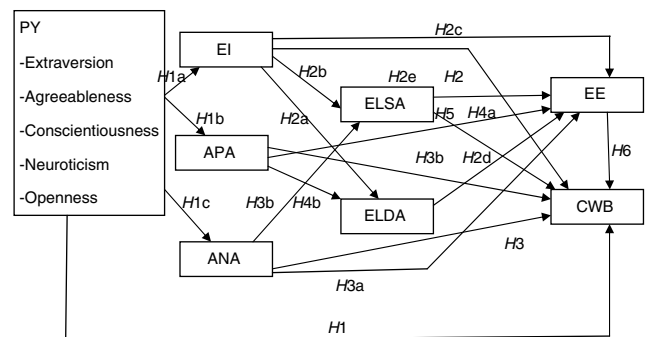 PY
-Extraversion
-Agreeableness
-Conscientiousness
-Neuroticism
-Openness
EI
APA
ANA
ELSA
ELDA
EE
CWB
H1a
H1b
H1c
H2c
H2b
H2e
H2
H2a
H5
H4a
H3b
H2d
H6
H3b
H4b
H3
H3a
H1